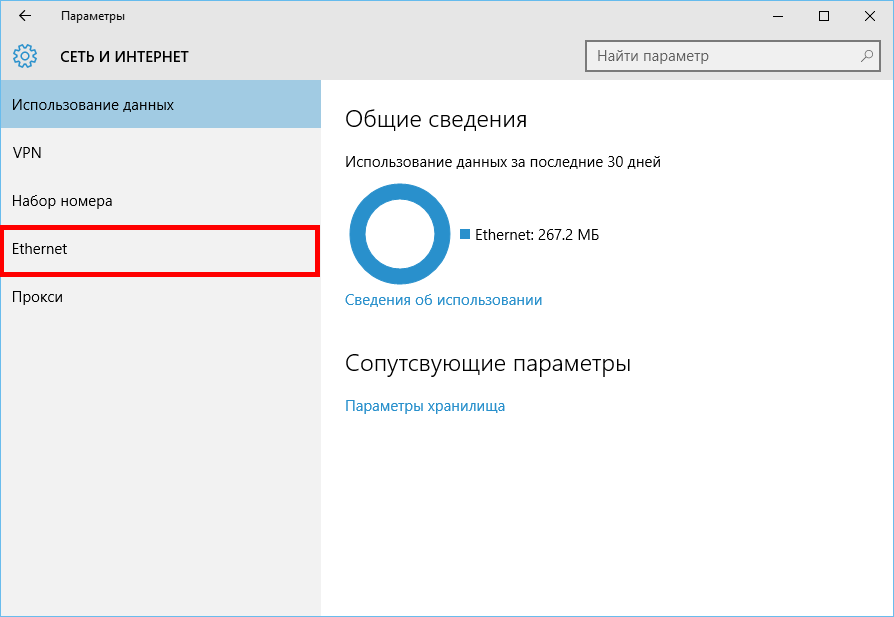 Параметры
СЕТЬ И ИНТЕРНЕТ
Найти параметр
Использование данных
VPN
Набор номера
Ethernet
Прокси
Общие сведения
Использование данных за последние 30 дней
Ethernet: 267.2 МБ
Сведения об использовании
Сопутсвующие параметры
Параметры хранилища